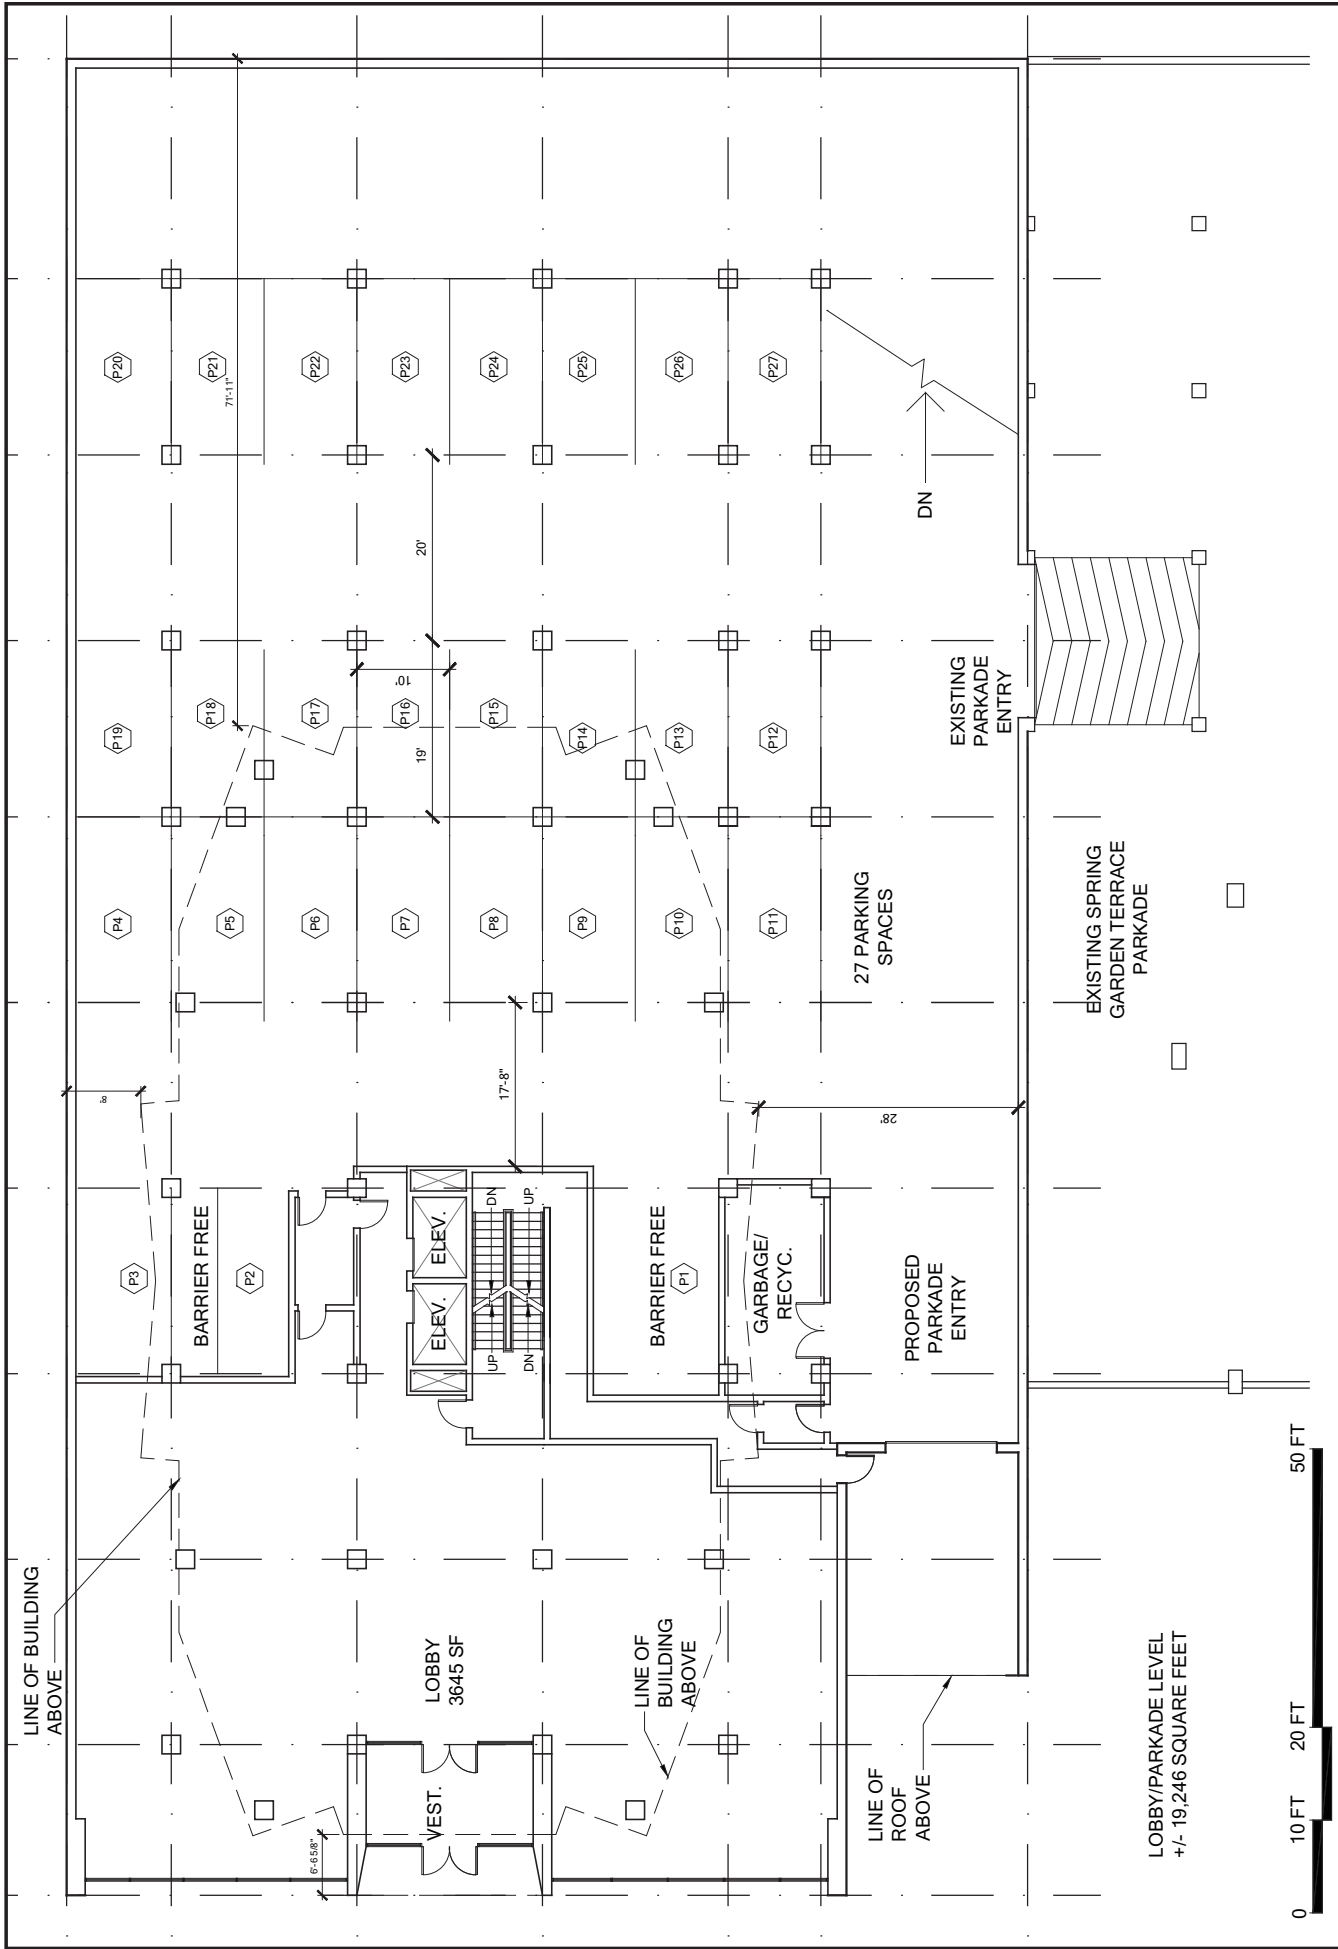 LINE OF BUILDING
ABOVE
P3
BARRIER FREE
P2
8'
P4
P5
P6
P7
P8
P9
P10
P11
P19
P18
P17
P16
P15
P14
P13
P12
P20
P21
P22
P23
P24
P25
P26
P27
71'-11"
20'
19'
10'
17'-8"
28'
6'-6 5/8"
LOBBY
3645 SF
VEST.
ELEV.
ELEV.
UP
DN
DN
UP
BARRIER FREE
P1
GARBAGE/
RECYC.
LINE OF
BUILDING
ABOVE
PROPOSED
PARKADE
ENTRY
27 PARKING
SPACES
DN
EXISTING
PARKADE
ENTRY
LINE OF
ROOF
ABOVE
EXISTING SPRING
GARDEN TERRACE
PARKADE
LOBBY/PARKADE LEVEL
+/- 19,246 SQUARE FEET
0
10 FT
20 FT
50 FT